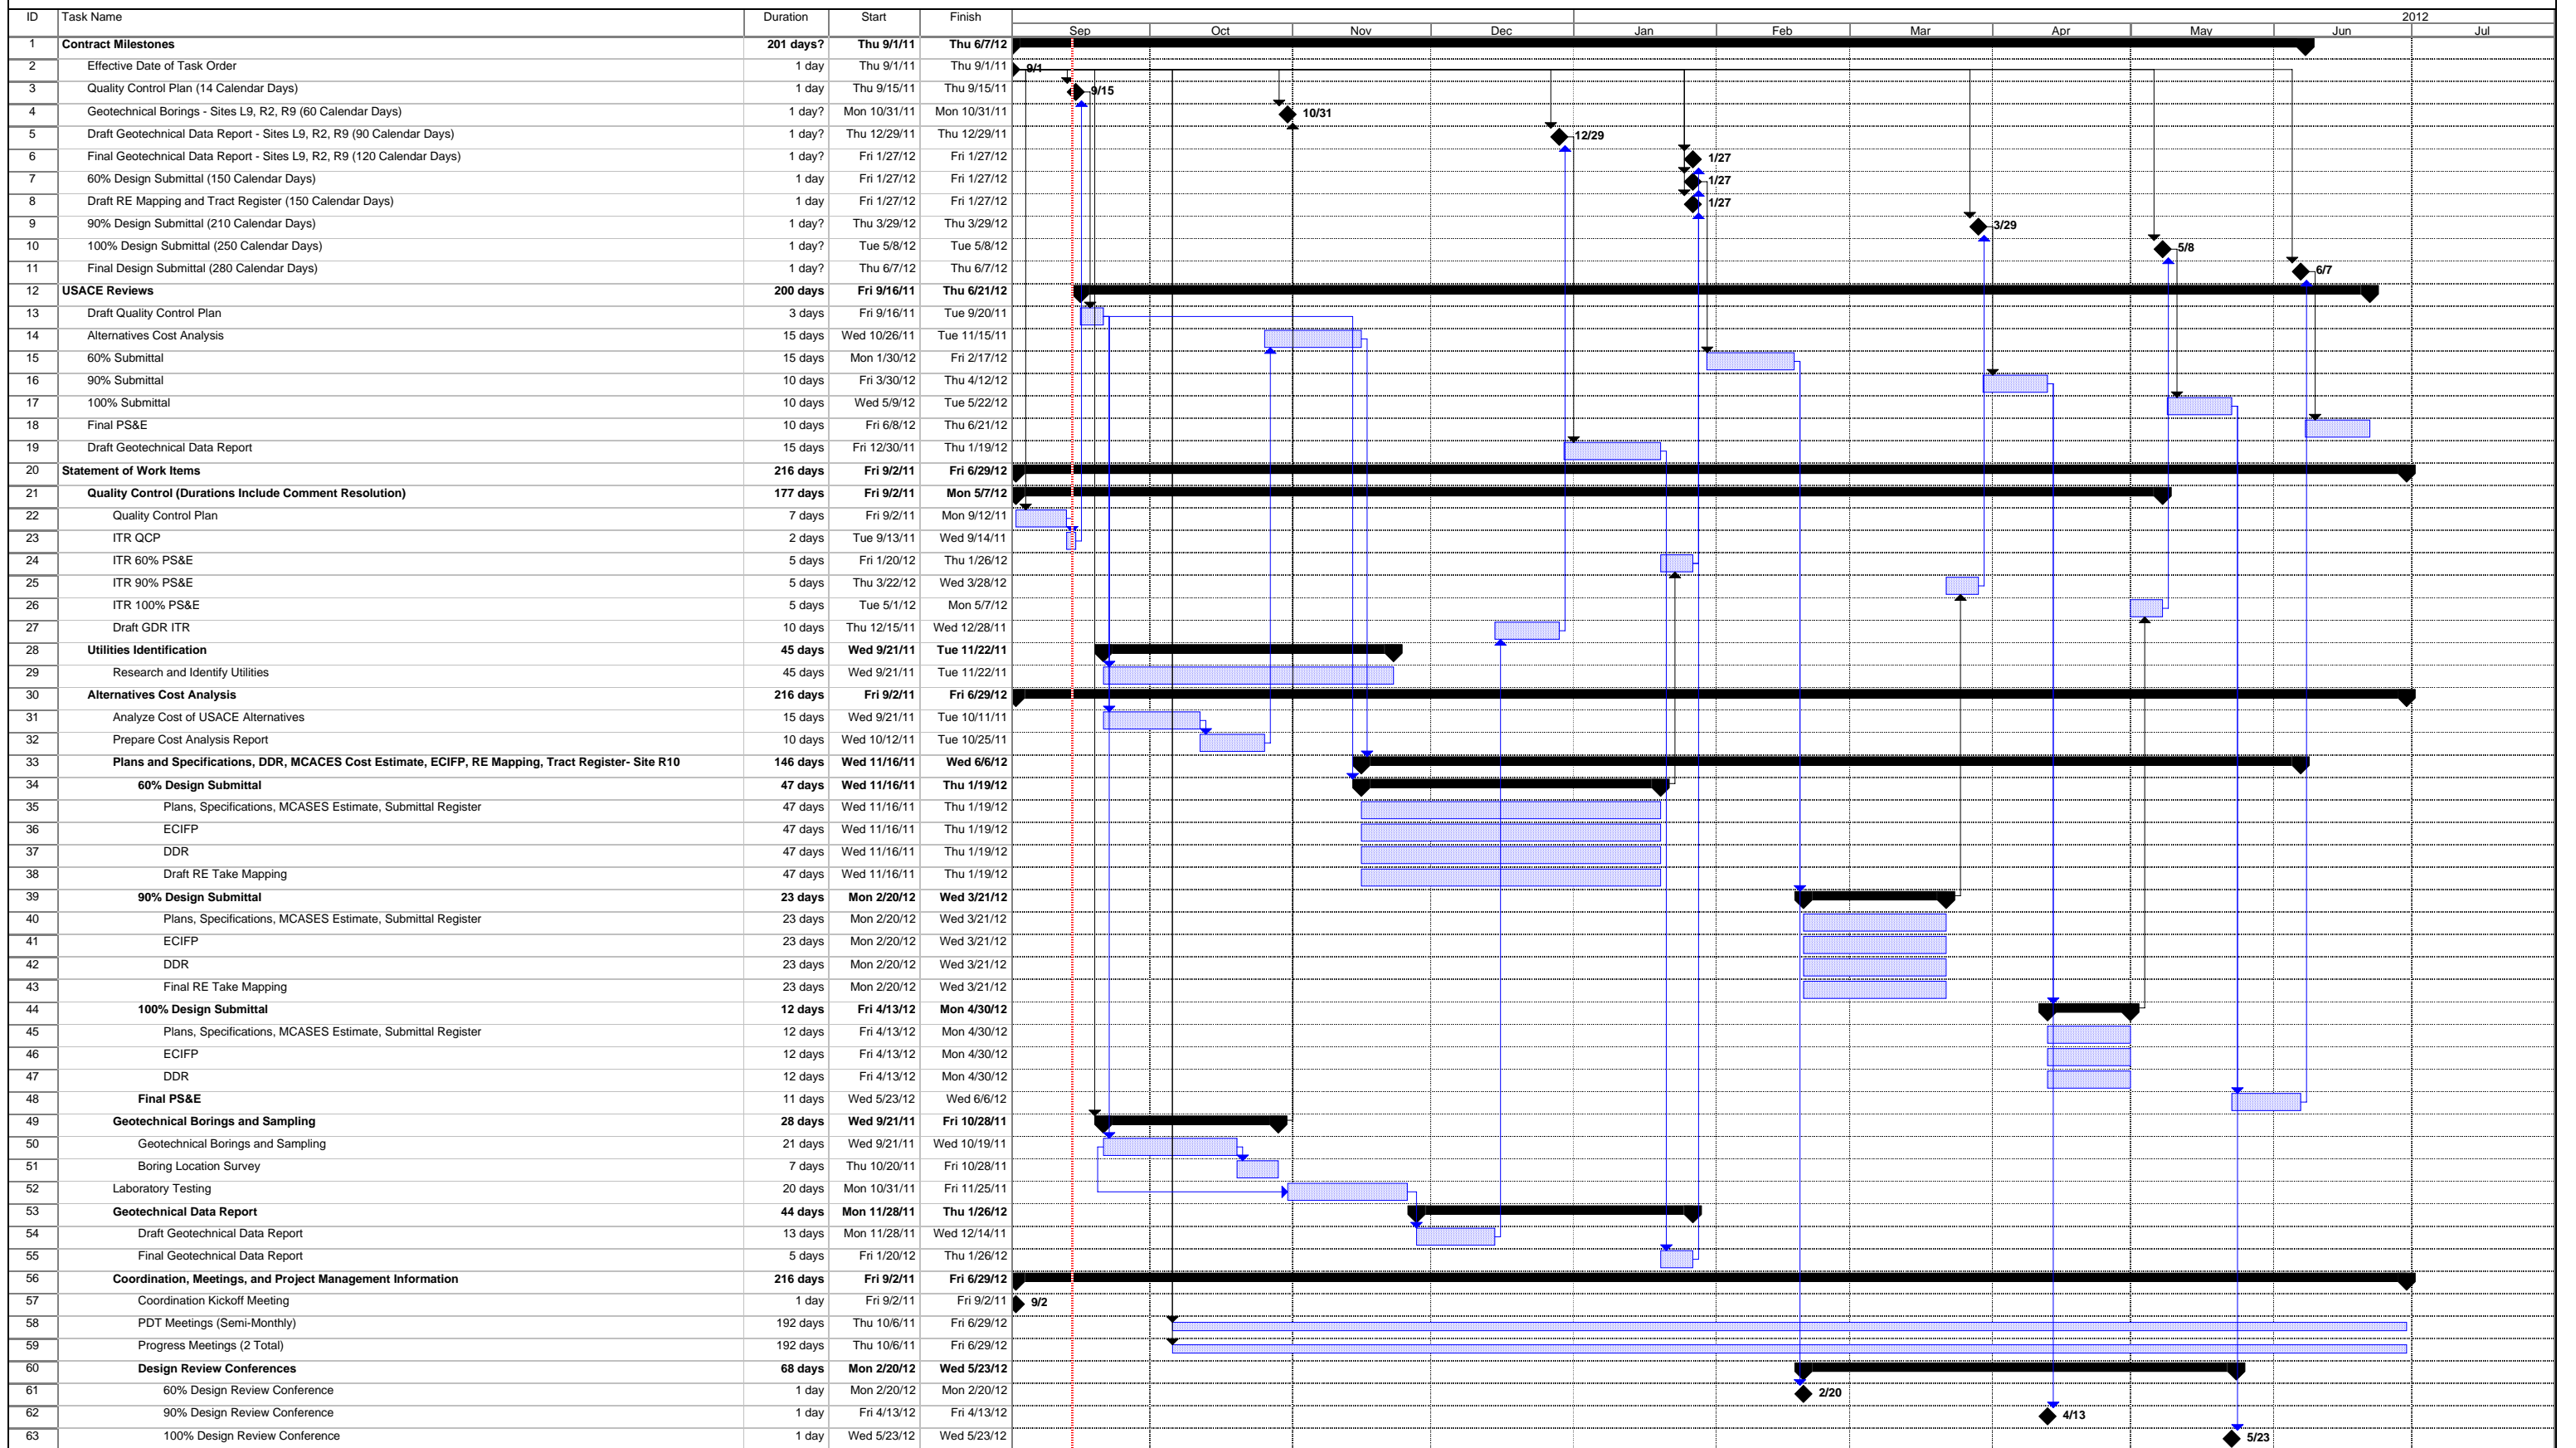 ID Task Name Duration Start Finish 2012
Sep Oct Nov Dec Jan Feb Mar Apr May Jun Jul
1 Contract Milestones 201 days? Thu 9/1/11 Thu 6/7/12
2 Effective Date of Task Order 1 day Thu 9/1/11 Thu 9/1/11 9/1
3 Quality Control Plan (14 Calendar Days) 1 day Thu 9/15/11 Thu 9/15/11 9/15
4 Geotechnical Borings - Sites L9, R2, R9 (60 Calendar Days) 1 day? Mon 10/31/11 Mon 10/31/11 10/31
5 Draft Geotechnical Data Report - Sites L9, R2, R9 (90 Calendar Days) 1 day? Thu 12/29/11 Thu 12/29/11 12/29
6 Final Geotechnical Data Report - Sites L9, R2, R9 (120 Calendar Days) 1 day? Fri 1/27/12 Fri 1/27/12 1/27
7 60% Design Submittal (150 Calendar Days) 1 day Fri 1/27/12 Fri 1/27/12 1/27
8 Draft RE Mapping and Tract Register (150 Calendar Days) 1 day Fri 1/27/12 Fri 1/27/12 1/27
9 90% Design Submittal (210 Calendar Days) 1 day? Thu 3/29/12 Thu 3/29/12 3/29
10 100% Design Submittal (250 Calendar Days) 1 day? Tue 5/8/12 Tue 5/8/12 5/8
11 Final Design Submittal (280 Calendar Days) 1 day? Thu 6/7/12 Thu 6/7/12 6/7
12 USACE Reviews 200 days Fri 9/16/11 Thu 6/21/12
13 Draft Quality Control Plan 3 days Fri 9/16/11 Tue 9/20/11
14 Alternatives Cost Analysis 15 days Wed 10/26/11 Tue 11/15/11
15 60% Submittal 15 days Mon 1/30/12 Fri 2/17/12
16 90% Submittal 10 days Fri 3/30/12 Thu 4/12/12
17 100% Submittal 10 days Wed 5/9/12 Tue 5/22/12
18 Final PS&E 10 days Fri 6/8/12 Thu 6/21/12
19 Draft Geotechnical Data Report 15 days Fri 12/30/11 Thu 1/19/12
20 Statement of Work Items 216 days Fri 9/2/11 Fri 6/29/12
21 Quality Control (Durations Include Comment Resolution) 177 days Fri 9/2/11 Mon 5/7/12
22 Quality Control Plan 7 days Fri 9/2/11 Mon 9/12/11
23 ITR QCP 2 days Tue 9/13/11 Wed 9/14/11
24 ITR 60% PS&E 5 days Fri 1/20/12 Thu 1/26/12
25 ITR 90% PS&E 5 days Thu 3/22/12 Wed 3/28/12
26 ITR 100% PS&E 5 days Tue 5/1/12 Mon 5/7/12
27 Draft GDR ITR 10 days Thu 12/15/11 Wed 12/28/11
28 Utilities Identification 45 days Wed 9/21/11 Tue 11/22/11
29 Research and Identify Utilities 45 days Wed 9/21/11 Tue 11/22/11
30 Alternatives Cost Analysis 216 days Fri 9/2/11 Fri 6/29/12
31 Analyze Cost of USACE Alternatives 15 days Wed 9/21/11 Tue 10/11/11
32 Prepare Cost Analysis Report 10 days Wed 10/12/11 Tue 10/25/11
33 Plans and Specifications, DDR, MCACES Cost Estimate, ECIFP, RE Mapping, Tract Register- Site R10 146 days Wed 11/16/11 Wed 6/6/12
34 60% Design Submittal 47 days Wed 11/16/11 Thu 1/19/12
35 Plans, Specifications, MCASES Estimate, Submittal Register 47 days Wed 11/16/11 Thu 1/19/12
36 ECIFP 47 days Wed 11/16/11 Thu 1/19/12
37 DDR 47 days Wed 11/16/11 Thu 1/19/12
38 Draft RE Take Mapping 47 days Wed 11/16/11 Thu 1/19/12
39 90% Design Submittal 23 days Mon 2/20/12 Wed 3/21/12
40 Plans, Specifications, MCASES Estimate, Submittal Register 23 days Mon 2/20/12 Wed 3/21/12
41 ECIFP 23 days Mon 2/20/12 Wed 3/21/12
42 DDR 23 days Mon 2/20/12 Wed 3/21/12
43 Final RE Take Mapping 23 days Mon 2/20/12 Wed 3/21/12
44 100% Design Submittal 12 days Fri 4/13/12 Mon 4/30/12
45 Plans, Specifications, MCASES Estimate, Submittal Register 12 days Fri 4/13/12 Mon 4/30/12
46 ECIFP 12 days Fri 4/13/12 Mon 4/30/12
47 DDR 12 days Fri 4/13/12 Mon 4/30/12
48 Final PS&E 11 days Wed 5/23/12 Wed 6/6/12
49 Geotechnical Borings and Sampling 28 days Wed 9/21/11 Fri 10/28/11
50 Geotechnical Borings and Sampling 21 days Wed 9/21/11 Wed 10/19/11
51 Boring Location Survey 7 days Thu 10/20/11 Fri 10/28/11
52 Laboratory Testing 20 days Mon 10/31/11 Fri 11/25/11
53 Geotechnical Data Report 44 days Mon 11/28/11 Thu 1/26/12
54 Draft Geotechnical Data Report 13 days Mon 11/28/11 Wed 12/14/11
55 Final Geotechnical Data Report 5 days Fri 1/20/12 Thu 1/26/12
56 Coordination, Meetings, and Project Management Information 216 days Fri 9/2/11 Fri 6/29/12
57 Coordination Kickoff Meeting 1 day Fri 9/2/11 Fri 9/2/11 9/2
58 PDT Meetings (Semi-Monthly) 192 days Thu 10/6/11 Fri 6/29/12
59 Progress Meetings (2 Total) 192 days Thu 10/6/11 Fri 6/29/12
60 Design Review Conferences 68 days Mon 2/20/12 Wed 5/23/12
61 60% Design Review Conference 1 day Mon 2/20/12 Mon 2/20/12 2/20
62 90% Design Review Conference 1 day Fri 4/13/12 Fri 4/13/12 4/13
63 100% Design Review Conference 1 day Wed 5/23/12 Wed 5/23/12 5/23